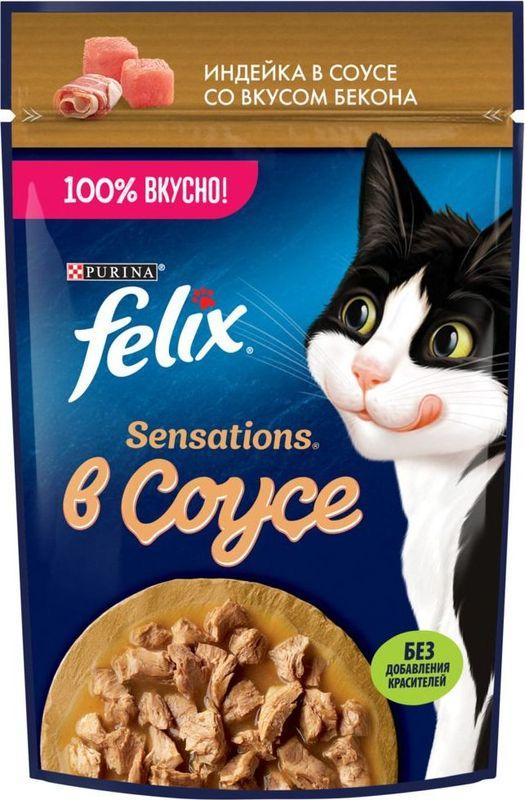 ИНДЕЙКА В СОУСЕ
СО ВКУСОМ БЕКОНА
100% ВКУСНО!
PURINA®
felix®
Sensations®
в Соусе
БЕЗ
ДОБАВЛЕНИЯ
КРАСИТЕЛЕЙ